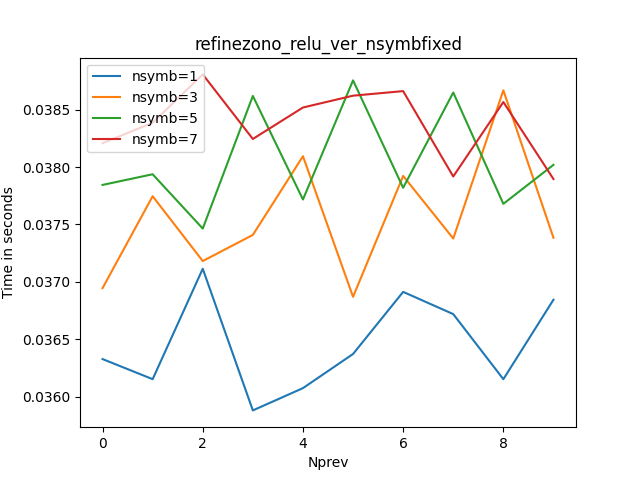 refinezono_relu_ver_nsymbfixed
nsymb=1
nsymb=3
nsymb=5
nsymb=7
0.0385
0.0380
0.0375
0.0370
0.0365
0.0360
Time in seconds
0 2 4 6 8
Nprev